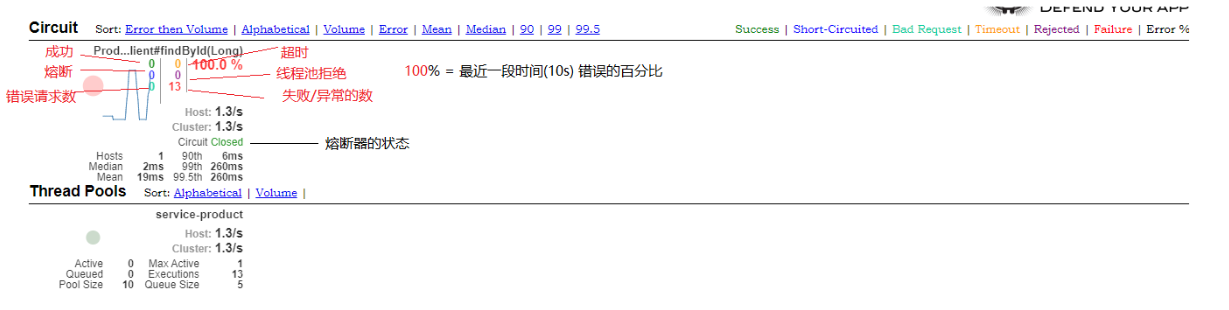 DEFEND YOUR APP
Circuit Sort: Error then Volume | Alphabetical | Volume | Error | Mean | Median | 90 | 99 | 99.5
Success | Short-Circuited | Bad Request | Timeout | Rejected | Failure | Error %
成功 Prod...lient#findById(Long) 超时
0 0 100.0 %
熔断 0 0 线程池拒绝 100% = 最近一段时间(10s) 错误的百分比
错误请求数 0 13 失败/异常的数
Host: 1.3/s
Cluster: 1.3/s
Circuit Closed 熔断器的状态
Hosts 1 90th 6ms
Median 2ms 99th 260ms
Mean 19ms 99.5th 260ms
Thread Pools Sort: Alphabetical | Volume |
service-product
Host: 1.3/s
Cluster: 1.3/s
Active 0 Max Active 1
Queued 0 Executions 13
Pool Size 10 Queue Size 5